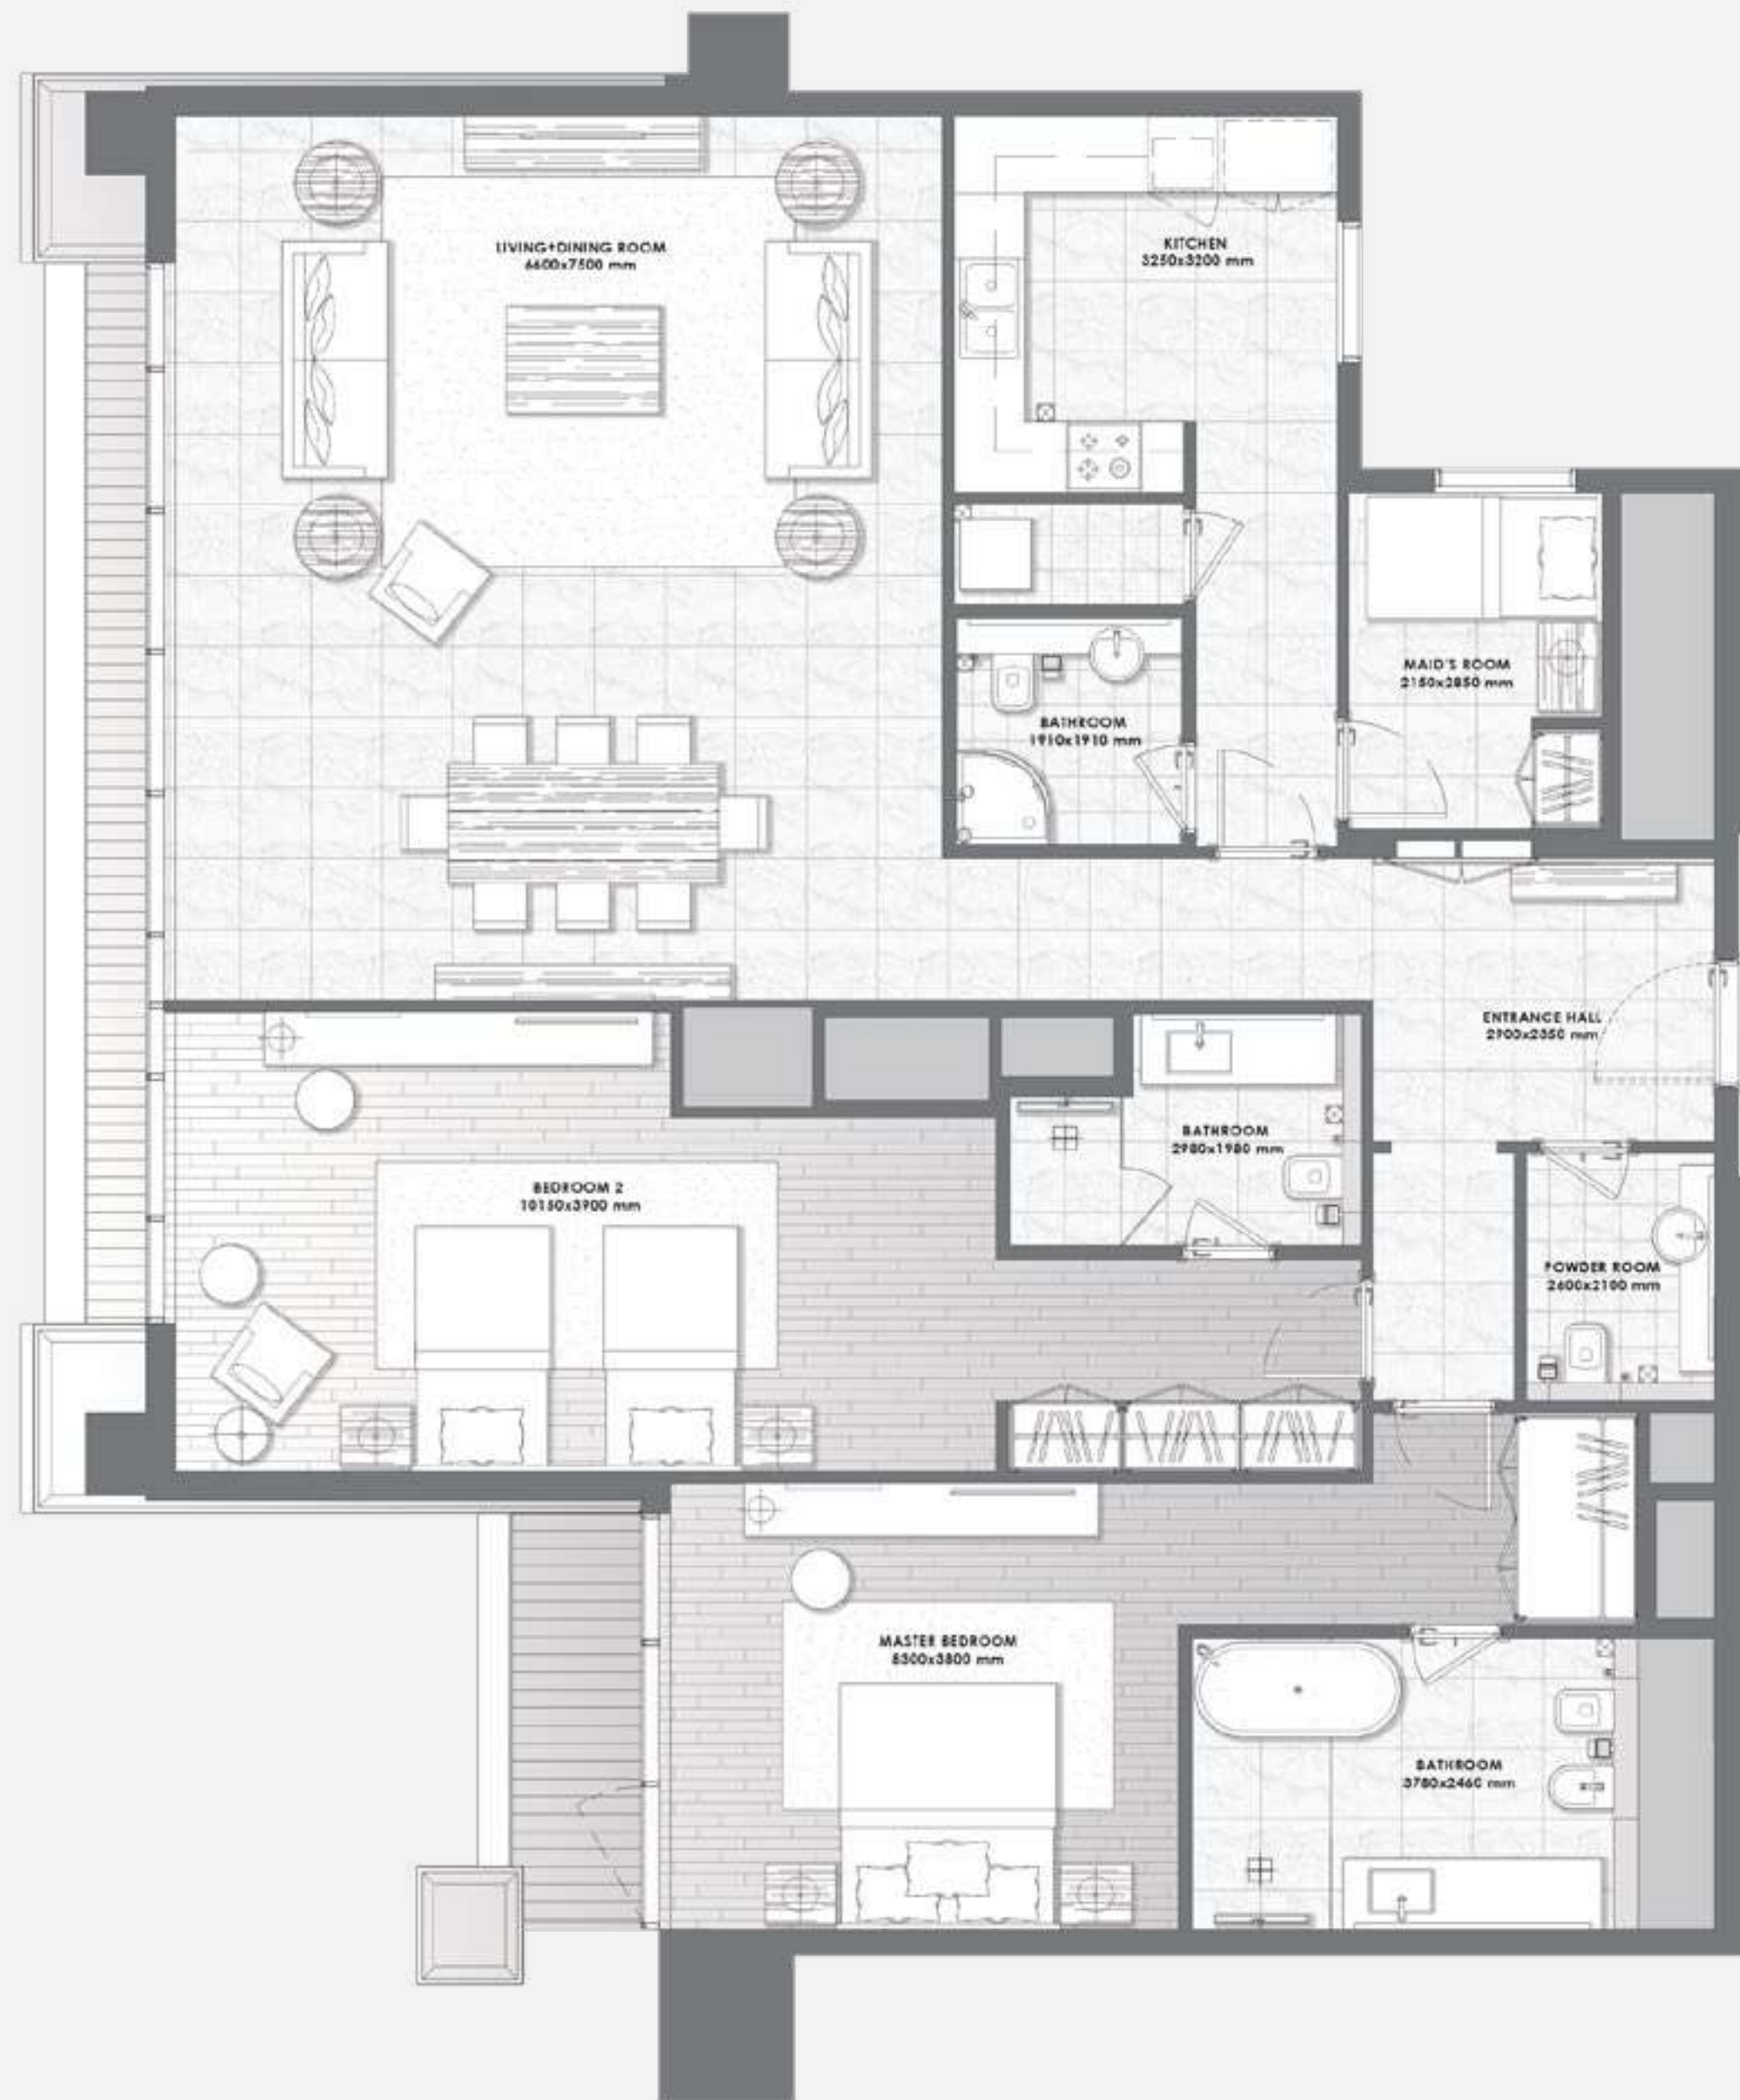 LIVING+DINING ROOM
6600x7500 mm
KITCHEN
3250x3200 mm
MAID'S ROOM
2150x2850 mm
BATHROOM
1910x1910 mm
ENTRANCE HALL
2900x2350 mm
BATHROOM
2980x1980 mm
BEDROOM 2
10150x3900 mm
POWDER ROOM
2600x2100 mm
MASTER BEDROOM
5300x3800 mm
BATHROOM
3780x2460 mm